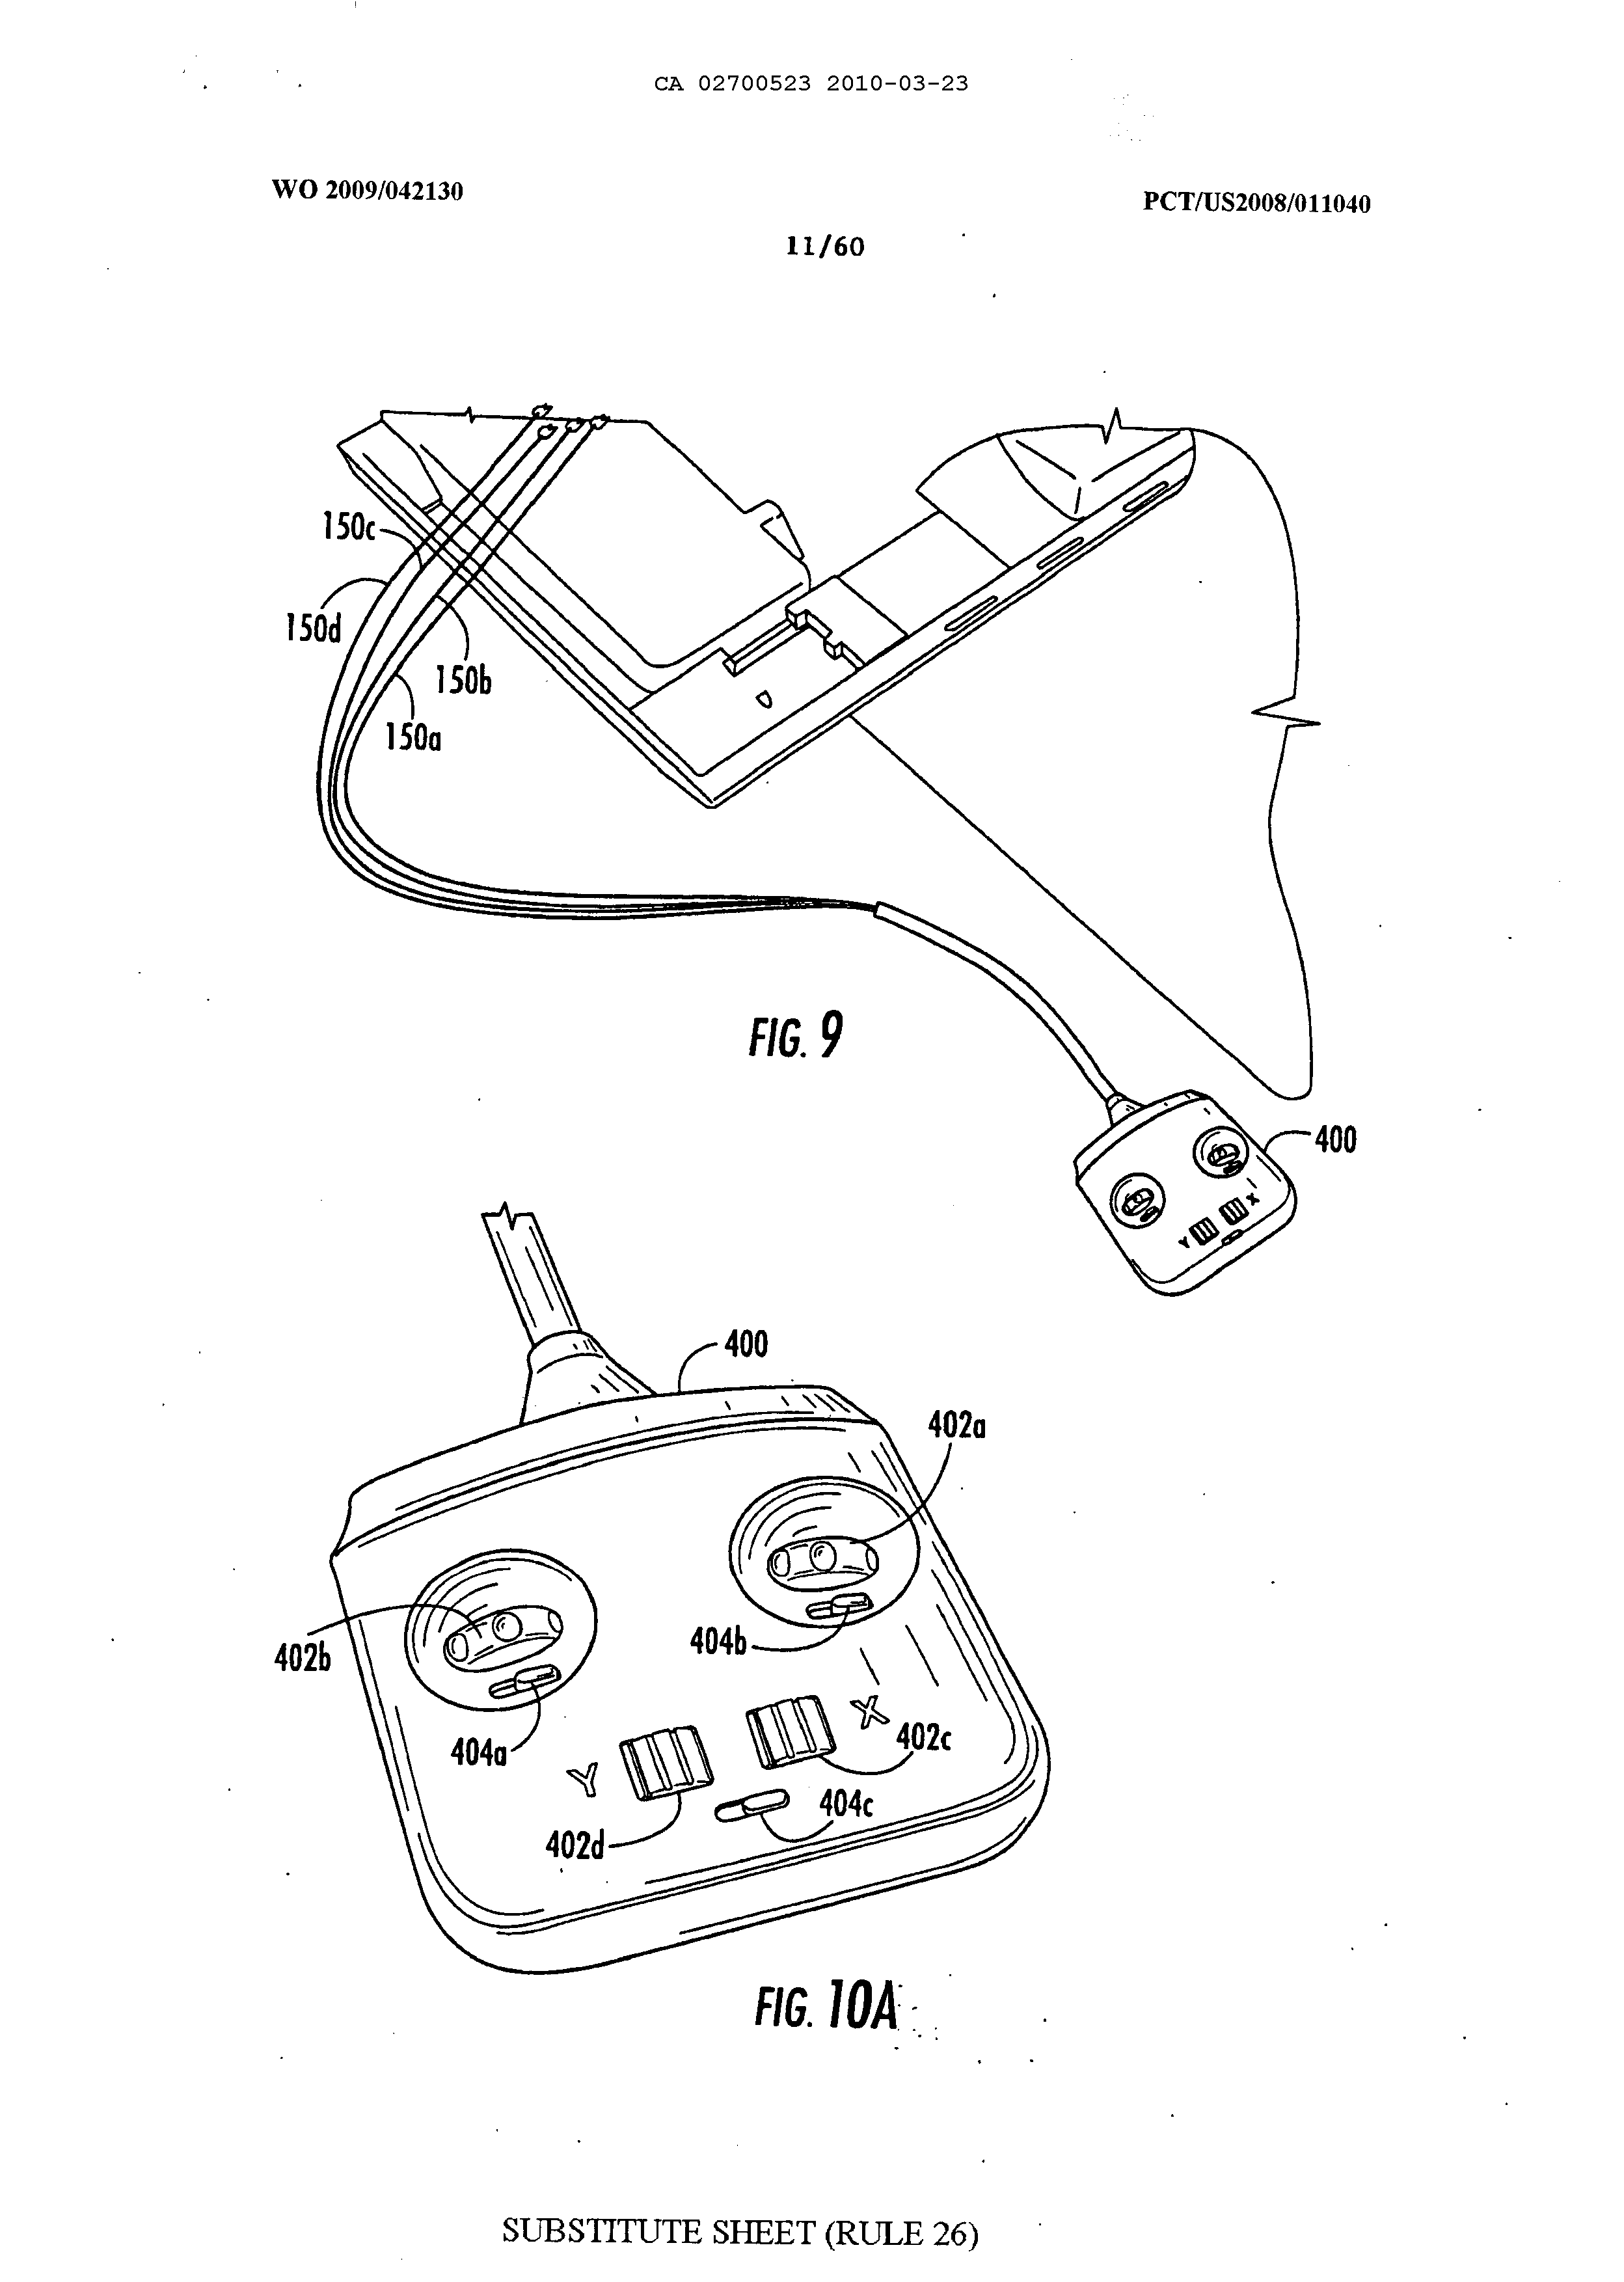 CA 02700523 2010-03-23
WO 2009/042130
PCT/US2008/011040
11/60
150c
150d
150b
150a
FIG. 9
400
Y
X
400
402a
402b
404b
404a
X
402c
Y
404c
402d
FIG. 10A
SUBSTITUTE SHEET (RULE 26)